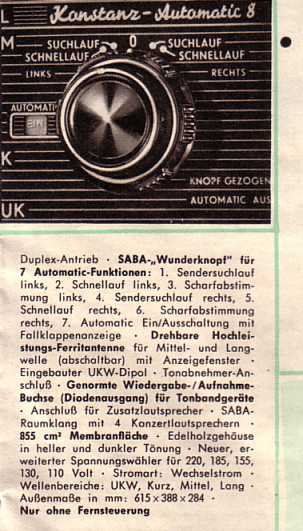 L
Konstanz-Automatic 8
M
SUCHLAUF
0
SUCHLAUF
SCHNELLAUF
SCHNELLAUF
LINKS
RECHTS
AUTOMATI
EIN
K
KNOPF GEZOGEN
AUTOMATIC AUS
UK
Duplex-Antrieb · SABA-„Wunderknopf" für
7 Automatic-Funktionen: 1. Sendersuchlauf
links, 2. Schnellauf links, 3. Scharfabstim-
mung links, 4. Sendersuchlauf rechts, 5.
Schnellauf rechts, 6. Scharfabstimmung
rechts, 7. Automatic Ein/Ausschaltung mit
Fallklappenanzeige · Drehbare Hochlei-
stungs-Ferritantenne für Mittel- und Lang-
welle (abschaltbar) mit Anzeigefenster ·
Eingebauter UKW-Dipol · Tonabnehmer-An-
schluß · Genormte Wiedergabe-/Aufnahme-
Buchse (Diodenausgang) für Tonbandgeräte
· Anschluß für Zusatzlautsprecher · SABA-
Raumklang mit 4 Konzertlautsprechern ·
855 cm² Membranfläche · Edelholzgehäuse
in heller und dunkler Tönung · Neuer, er-
weiterter Spannungswähler für 220, 185, 155,
130, 110 Volt · Stromart: Wechselstrom ·
Wellenbereiche: UKW, Kurz, Mittel, Lang ·
Außenmaße in mm: 615 x 388 x 284 ·
Nur ohne Fernsteuerung